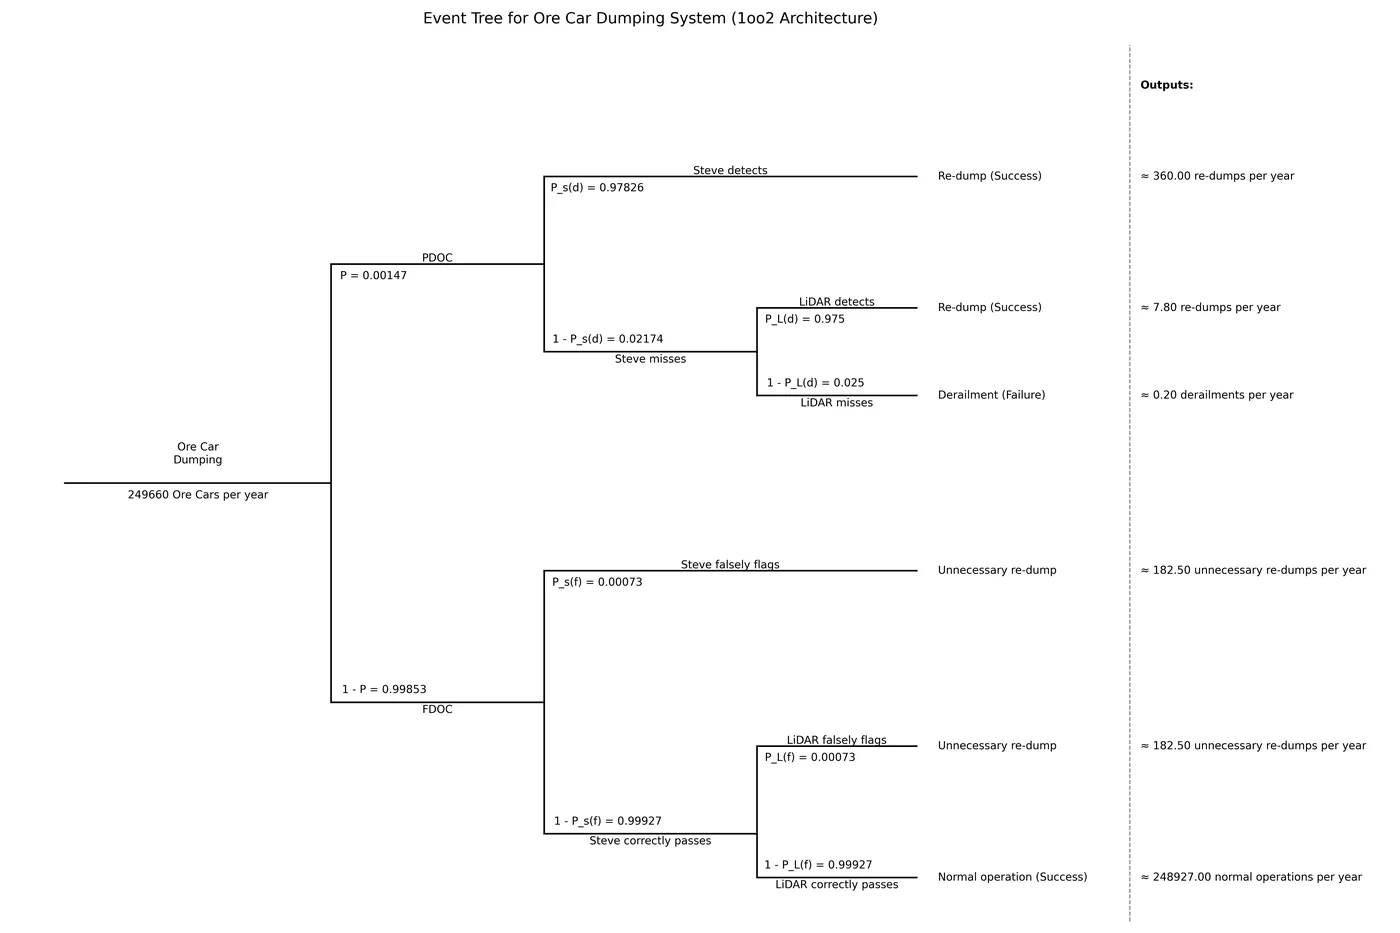 Event Tree for Ore Car Dumping System (1oo2 Architecture)
Outputs:
Steve detects
P_s(d) = 0.97826
Re-dump (Success)
≈ 360.00 re-dumps per year
PDOC
P = 0.00147
LiDAR detects
P_L(d) = 0.975
Re-dump (Success)
≈ 7.80 re-dumps per year
1 - P_s(d) = 0.02174
Steve misses
1 - P_L(d) = 0.025
LiDAR misses
Derailment (Failure)
≈ 0.20 derailments per year
Ore Car
Dumping
249660 Ore Cars per year
Steve falsely flags
P_s(f) = 0.00073
Unnecessary re-dump
≈ 182.50 unnecessary re-dumps per year
1 - P = 0.99853
FDOC
LiDAR falsely flags
P_L(f) = 0.00073
Unnecessary re-dump
≈ 182.50 unnecessary re-dumps per year
1 - P_s(f) = 0.99927
Steve correctly passes
1 - P_L(f) = 0.99927
LiDAR correctly passes
Normal operation (Success)
≈ 248927.00 normal operations per year